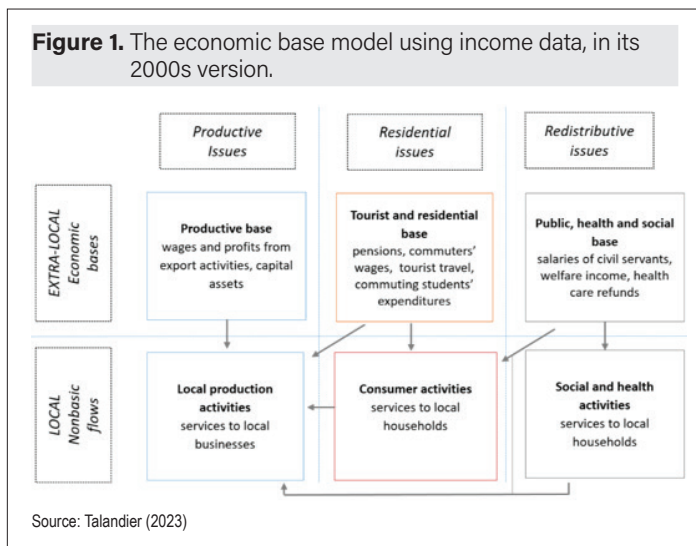 Figure 1. The economic base model using income data, in its
2000s version.
Productive
Issues
Residential
issues
Redistributive
issues
EXTRA-LOCAL
Economic
bases
Productive base
wages and profits from
export activities, capital
assets
Tourist and residential
base
pensions, commuters'
wages, tourist travel,
commuting students'
expenditures
Public, health and social
base
salaries of civil servants,
welfare income, health
care refunds
LOCAL
Nonbasic
flows
Local production
activities
services to local
businesses
Consumer activities
services to local
households
Social and health
activities
services to local
households
Source: Talandier (2023)